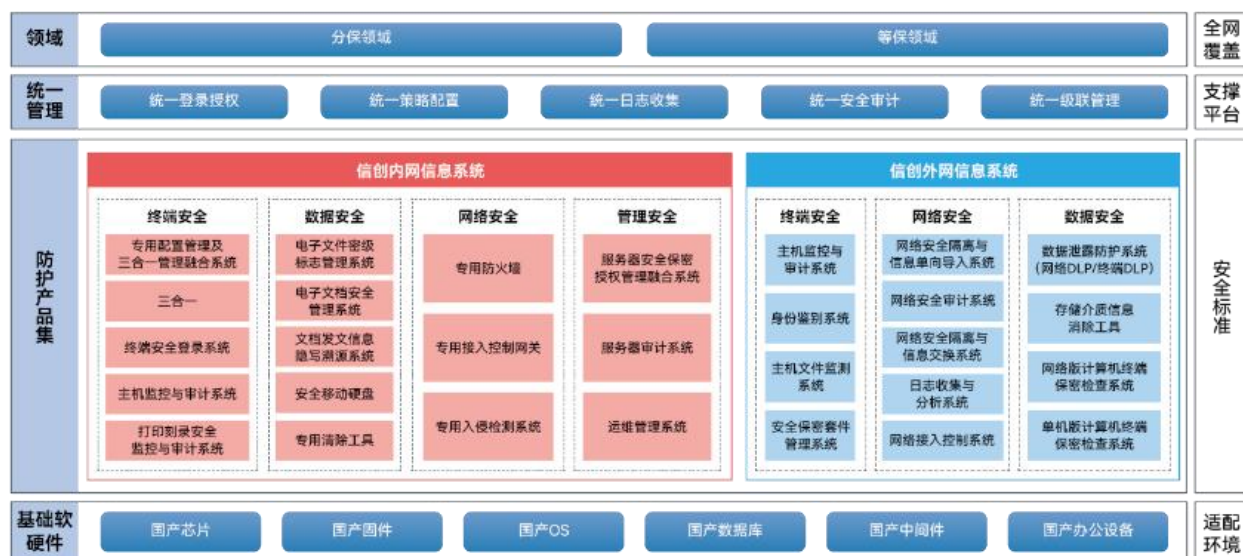 领域
分保领域
等保领域
全网
覆盖
统一
管理
统一登录授权
统一策略配置
统一日志收集
统一安全审计
统一级联管理
支撑
平台
防护产品集
信创内网信息系统
终端安全
专用配置管理及
三合一管理融合系统
三合一
终端安全登录系统
主机监控与审计系统
打印刻录安全
监控与审计系统
数据安全
电子文件密级
标志管理系统
电子文档安全
管理系统
文档发文信息
隐写溯源系统
安全移动硬盘
专用清除工具
网络安全
专用防火墙
专用接入控制网关
专用入侵检测系统
管理安全
服务器安全保密
授权管理融合系统
服务器审计系统
运维管理系统
信创外网信息系统
终端安全
主机监控与
审计系统
身份鉴别系统
主机文件监测
系统
安全保密套件
管理系统
网络安全
网络安全隔离与
信息单向导入系统
网络安全审计系统
网络安全隔离与
信息交换系统
日志收集与
分析系统
网络接入控制系统
数据安全
数据泄露防护系统
(网络DLP/终端DLP)
存储介质信息
消除工具
网络版计算机终端
保密检查系统
单机版计算机终端
保密检查系统
安全标准
基础软
硬件
国产芯片
国产固件
国产OS
国产数据库
国产中间件
国产办公设备
适配
环境